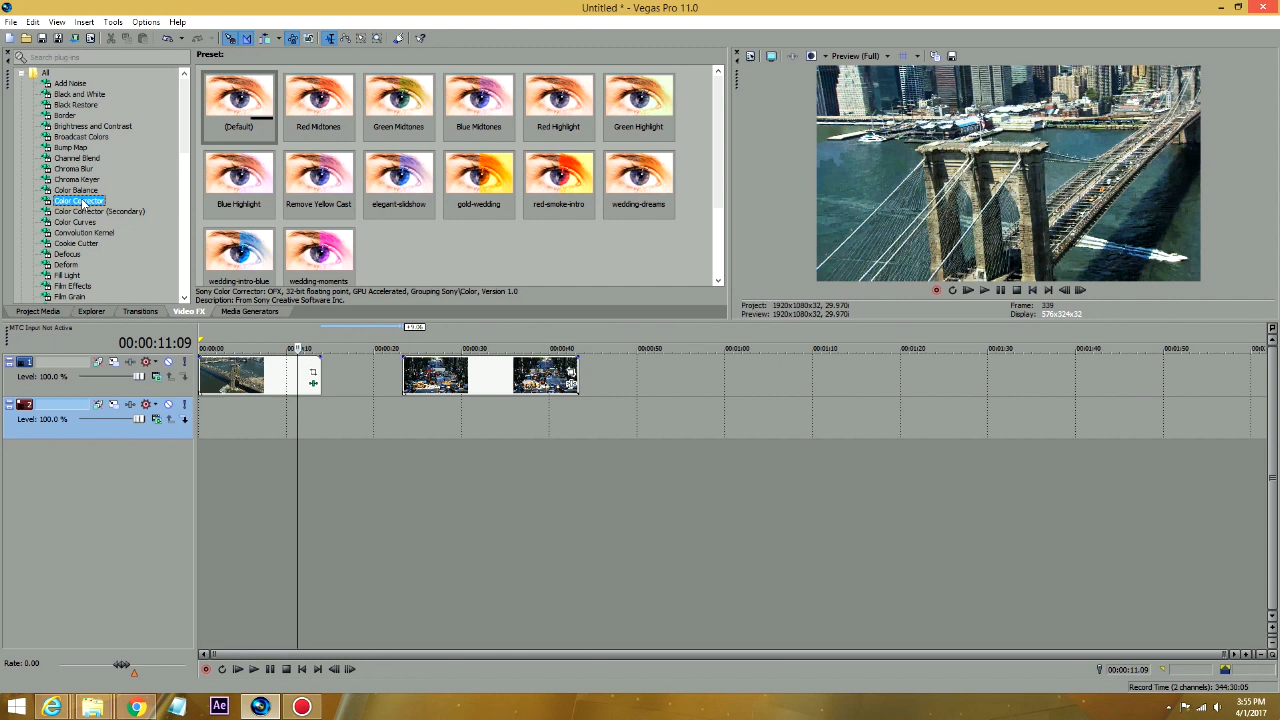 Untitled * - Vegas Pro 11.0
File Edit View Insert Tools Options Help
Search plug-ins
All
Add Noise
Black and White
Black Restore
Border
Brightness and Contrast
Broadcast Colors
Bump Map
Channel Blend
Chroma Blur
Chroma Keyer
Color Balance
Color Corrector
Color Corrector (Secondary)
Color Curves
Convolution Kernel
Cookie Cutter
Defocus
Deform
Fill Light
Film Effects
Film Grain
Preset:
(Default) Red Midtones Green Midtones Blue Midtones Red Highlight Green Highlight
Blue Highlight Remove Yellow Cast elegant-slidshow gold-wedding red-smoke-intro wedding-dreams
wedding-intro-blue wedding-moments
Sony Color Corrector: OFX, 32-bit floating point, GPU Accelerated, Grouping Sony\Color, Version 1.0
Description: From Sony Creative Software Inc.
Project Media Explorer Transitions Video FX Media Generators
Preview (Full)
Project: 1920x1080x32, 29.970i Frame: 339
Preview: 1920x1080x32, 29.970i Display: 576x324x32
MTC Input Not Active
00:00:11;09
+9.06
00:00:00 00:00:10 00:00:20 00:00:30 00:00:40 00:00:50 00:01:00 00:01:10 00:01:20 00:01:30 00:01:40 00:01:50 00:0
1
Level: 100.0 %
2
Level: 100.0 %
Rate: 0.00
00:00:11;09
Record Time (2 channels): 344:30:05
Ae
3:55 PM
4/1/2017